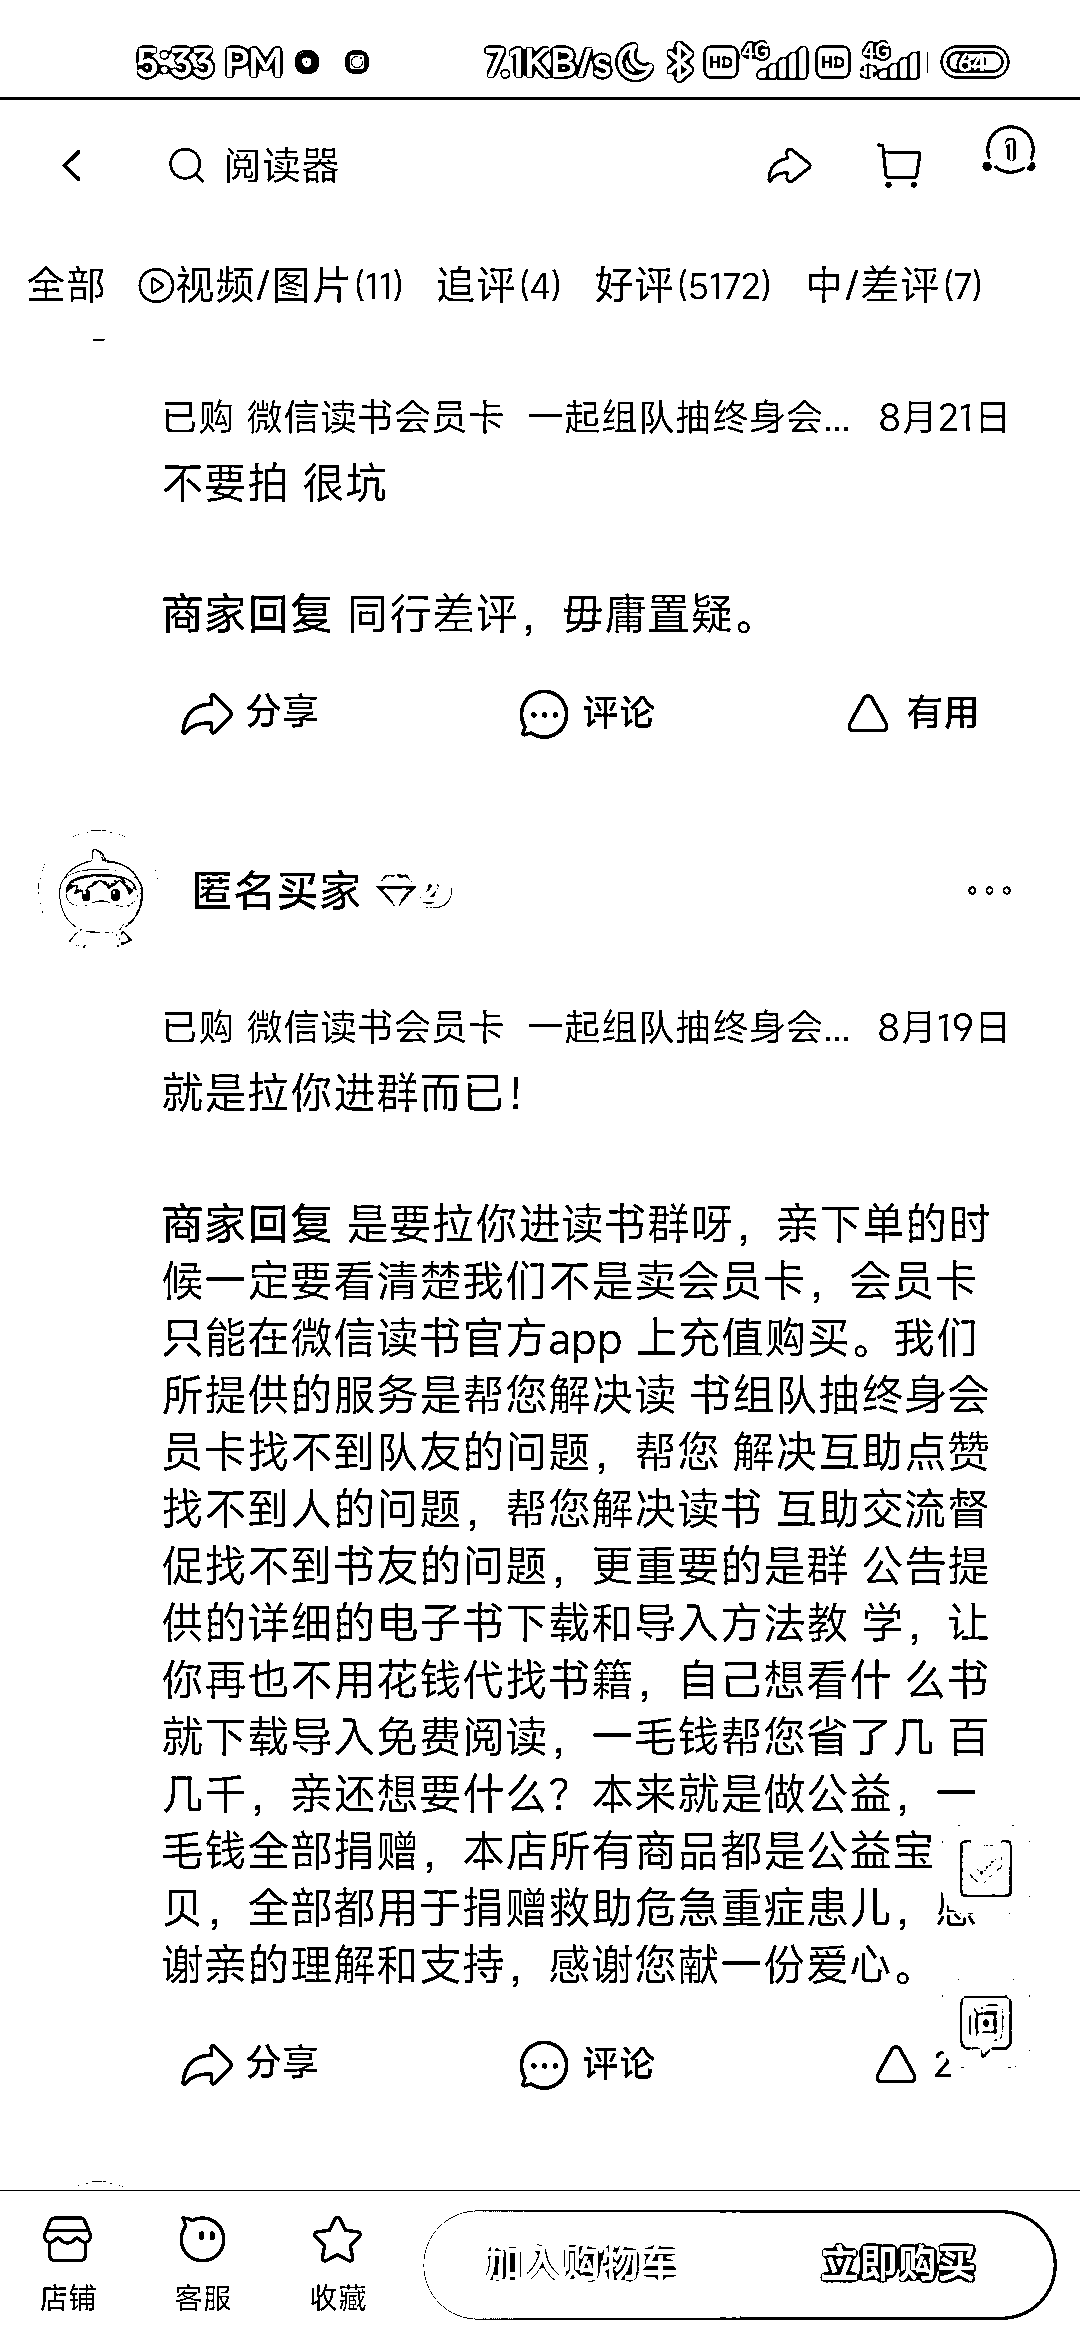 5:33 PM 7.1KB/s HD 4G HD 4G 64
阅读器 1
全部 视频/图片(11) 追评(4) 好评(5172) 中/差评(7)
已购 微信读书会员卡 一起组队抽终身会... 8月21日
不要拍 很坑
商家回复 同行差评，毋庸置疑。
分享 评论 有用
匿名买家
已购 微信读书会员卡 一起组队抽终身会... 8月19日
就是拉你进群而已！
商家回复 是要拉你进读书群呀，亲下单的时
候一定要看清楚我们不是卖会员卡，会员卡
只能在微信读书官方app 上充值购买。我们
所提供的服务是帮您解决读 书组队抽终身会
员卡找不到队友的问题，帮您 解决互助点赞
找不到人的问题，帮您解决读书 互助交流督
促找不到书友的问题，更重要的是群 公告提
供的详细的电子书下载和导入方法教 学，让
你再也不用花钱代找书籍，自己想看什 么书
就下载导入免费阅读，一毛钱帮您省了几 百
几千，亲还想要什么？本来就是做公益，一
毛钱全部捐赠，本店所有商品都是公益宝
贝，全部都用于捐赠救助危急重症患儿，感
谢亲的理解和支持，感谢您献一份爱心。
问
分享 评论 2
店铺 客服 收藏 加入购物车 立即购买